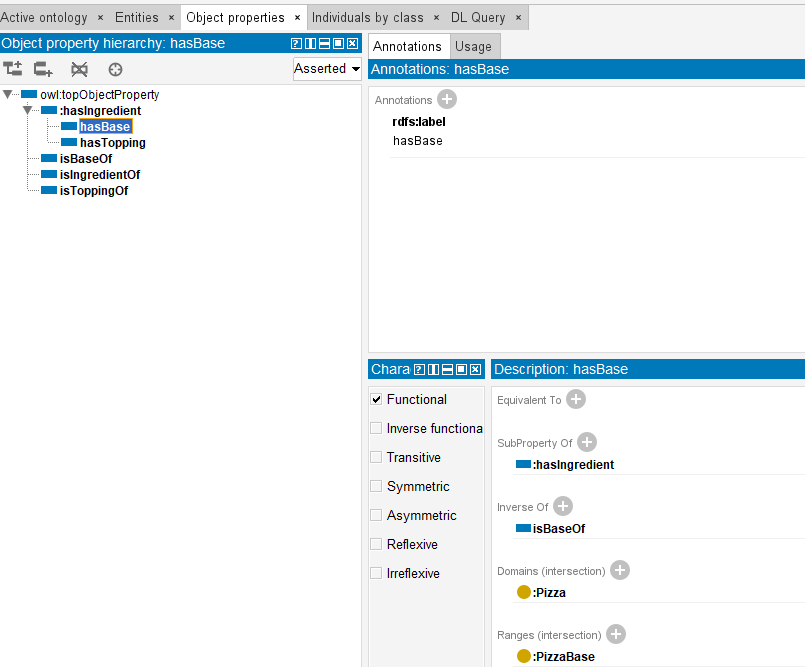 Active ontology × Entities × Object properties × Individuals by class × DL Query ×
Object property hierarchy: hasBase
Asserted
owl:topObjectProperty
:hasIngredient
hasBase
hasTopping
isBaseOf
isIngredientOf
isToppingOf
Annotations Usage
Annotations: hasBase
Annotations
rdfs:label
hasBase
Chara
Functional
Inverse functiona
Transitive
Symmetric
Asymmetric
Reflexive
Irreflexive
Description: hasBase
Equivalent To
SubProperty Of
:hasIngredient
Inverse Of
isBaseOf
Domains (intersection)
:Pizza
Ranges (intersection)
:PizzaBase